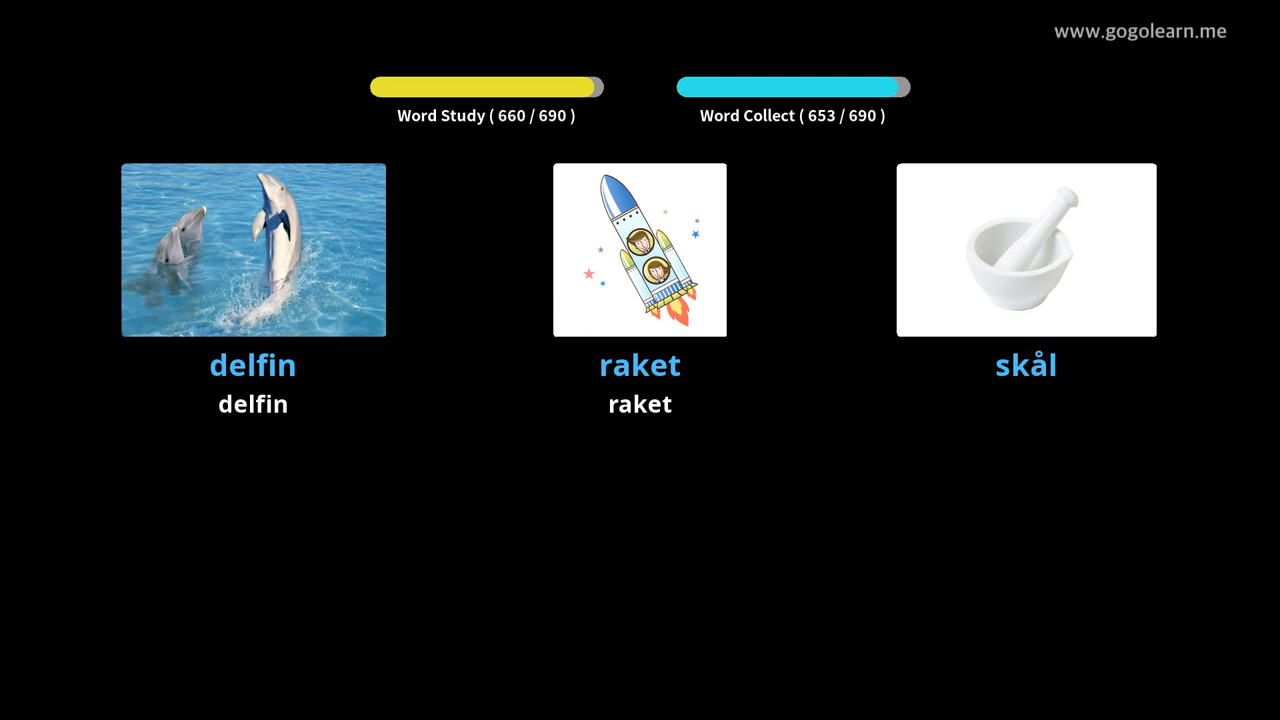 www.gogolearn.me
Word Study ( 660 / 690 )
Word Collect ( 653 / 690 )
delfin
raket
skål
delfin
raket